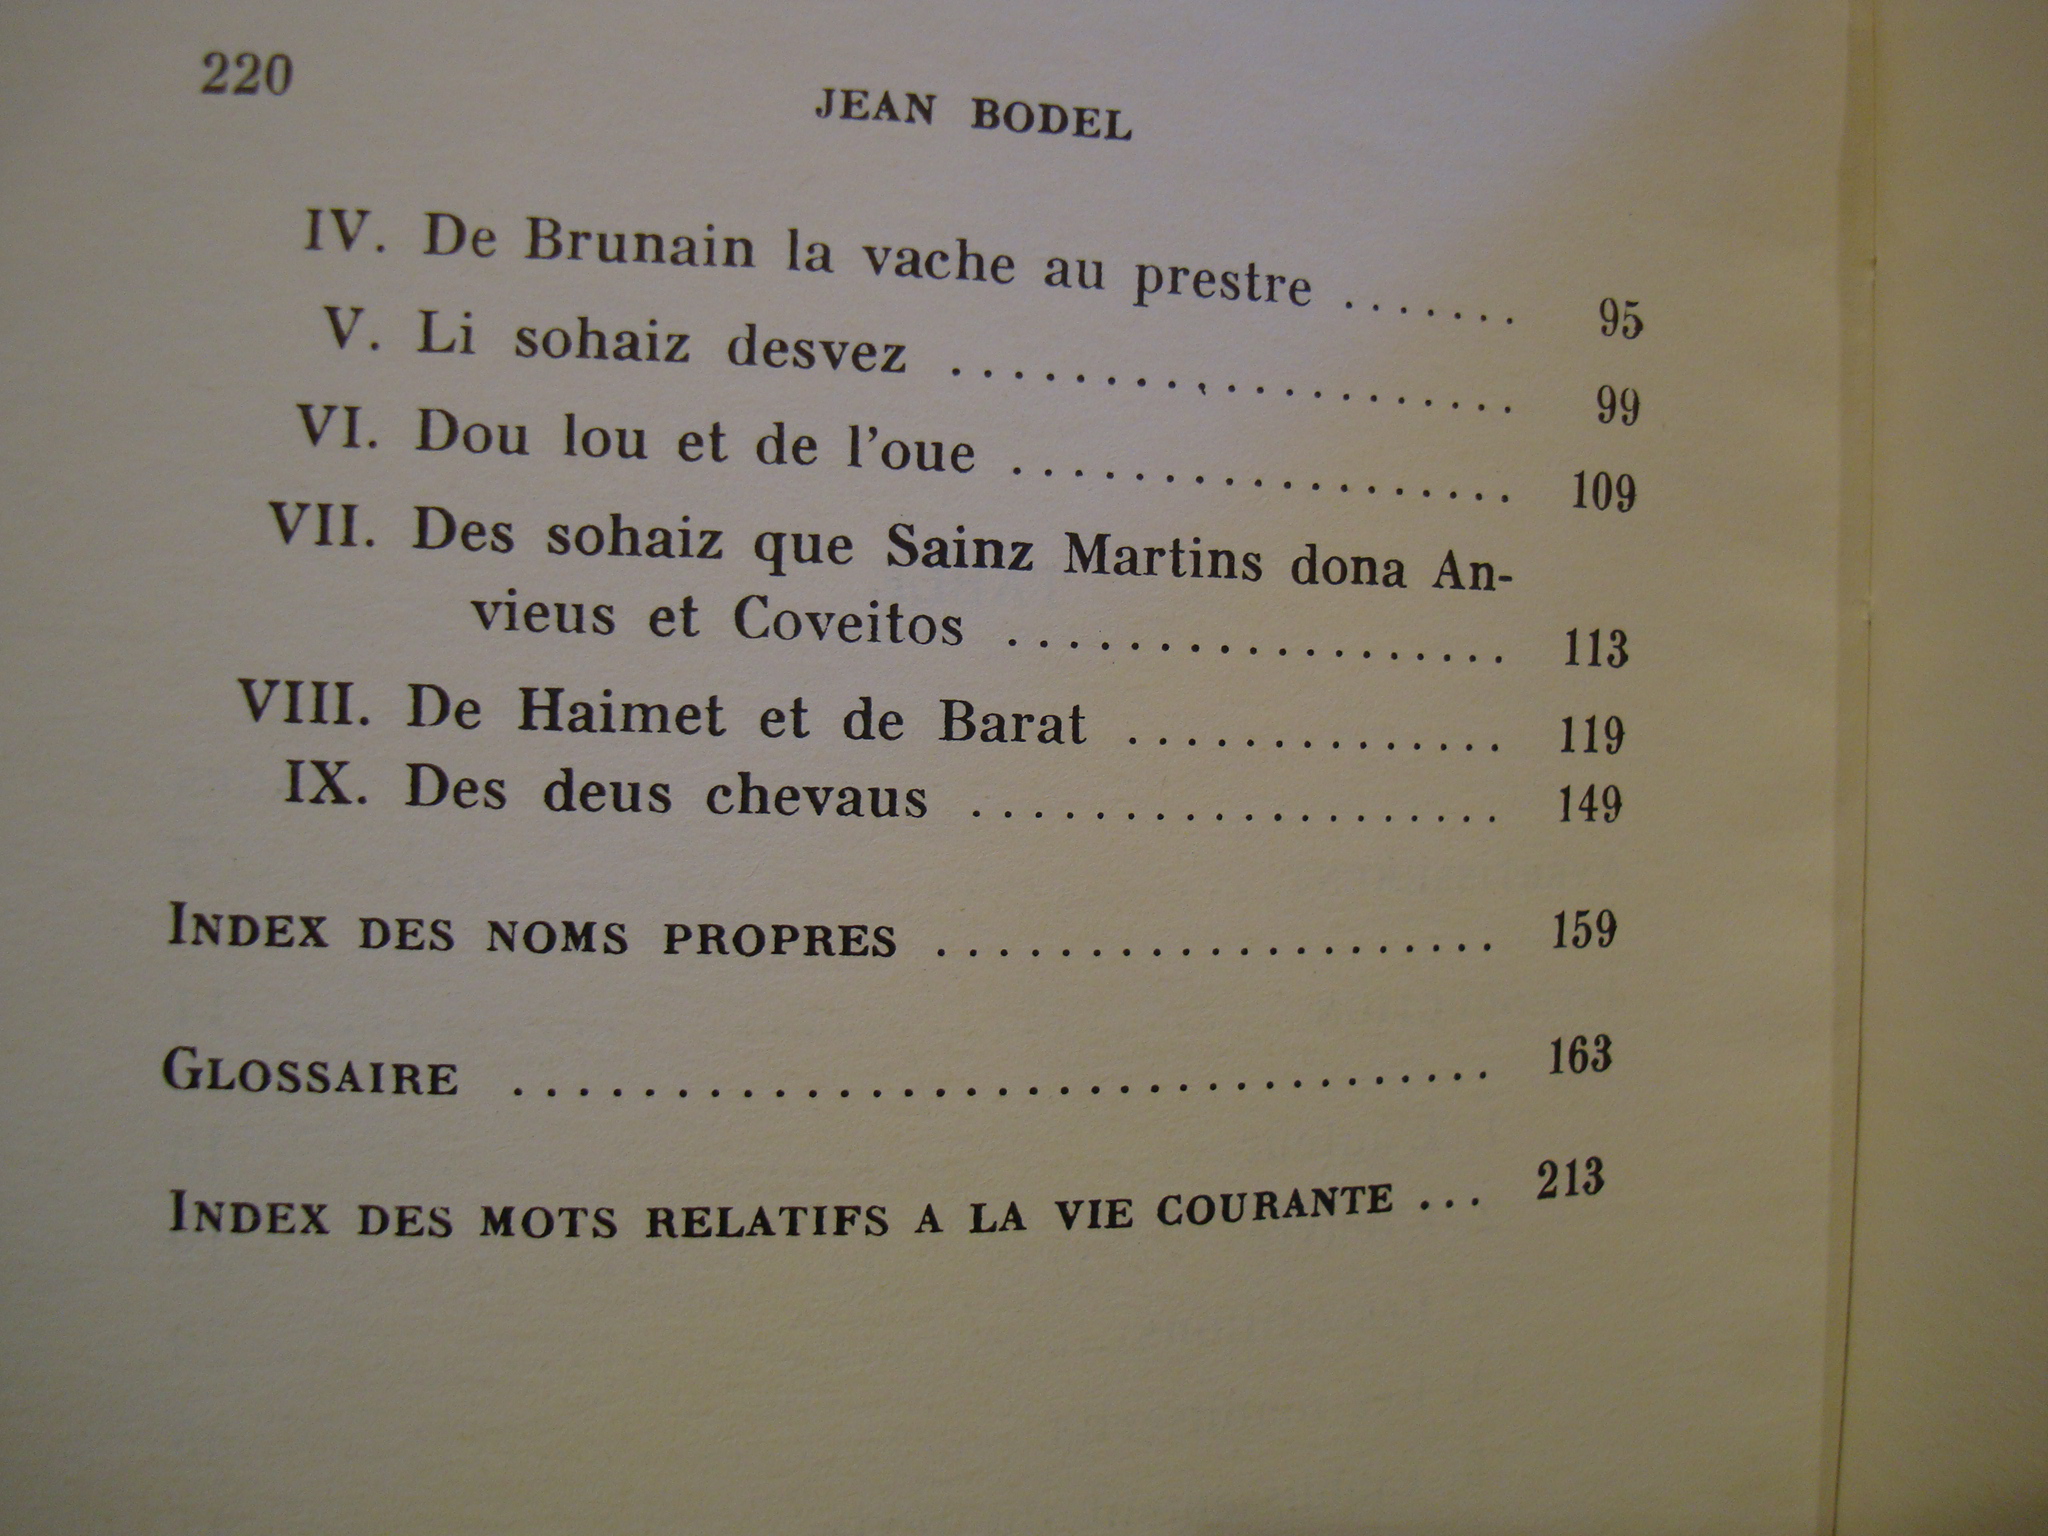 220
JEAN BODEL
IV. De Brunain la vache au prestre ....... 95
V. Li sohaiz desvez ................... 99
VI. Dou lou et de l'oue ................. 109
VII. Des sohaiz que Sainz Martins dona An-
vieus et Coveitos ................. 113
VIII. De Haimet et de Barat ............. 119
IX. Des deus chevaus .................. 149
INDEX DES NOMS PROPRES .................. 159
GLOSSAIRE ............................... 163
INDEX DES MOTS RELATIFS A LA VIE COURANTE ... 213